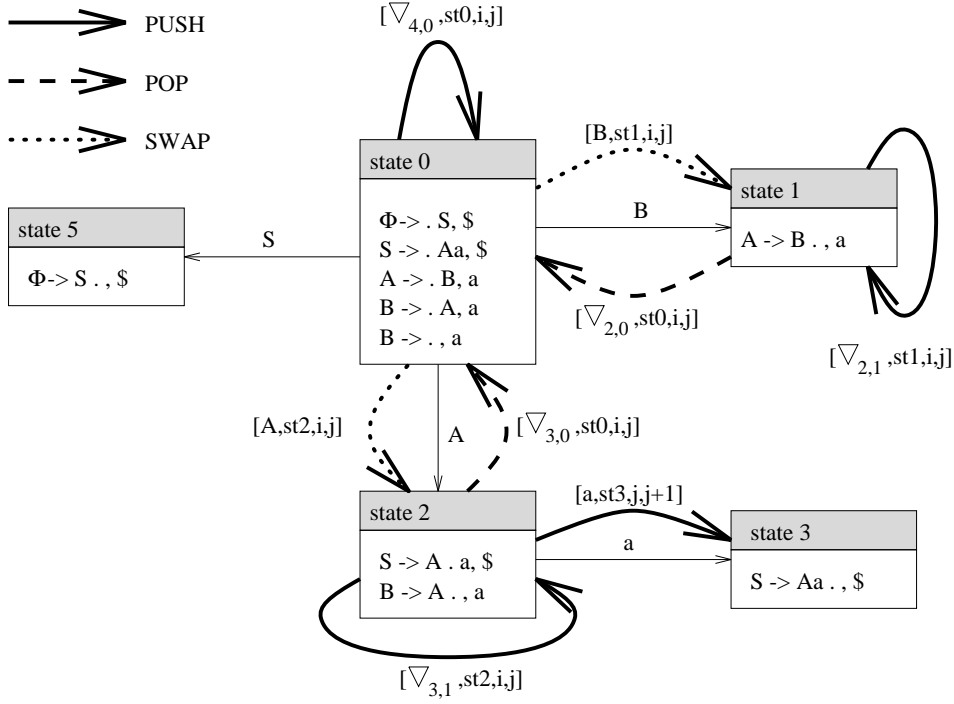 PUSH
POP
SWAP
[▽4,0 ,st0,i,j]
state 0
Φ-> . S, $
S -> . Aa, $
A -> . B, a
B -> . A, a
B -> . , a
[B,st1,i,j]
B
[▽2,0 ,st0,i,j]
state 1
A -> B . , a
[▽2,1 ,st1,i,j]
state 5
Φ-> S . , $
S
[A,st2,i,j]
A
[▽3,0 ,st0,i,j]
state 2
S -> A . a, $
B -> A . , a
[▽3,1 ,st2,i,j]
[a,st3,j,j+1]
a
state 3
S -> Aa . , $